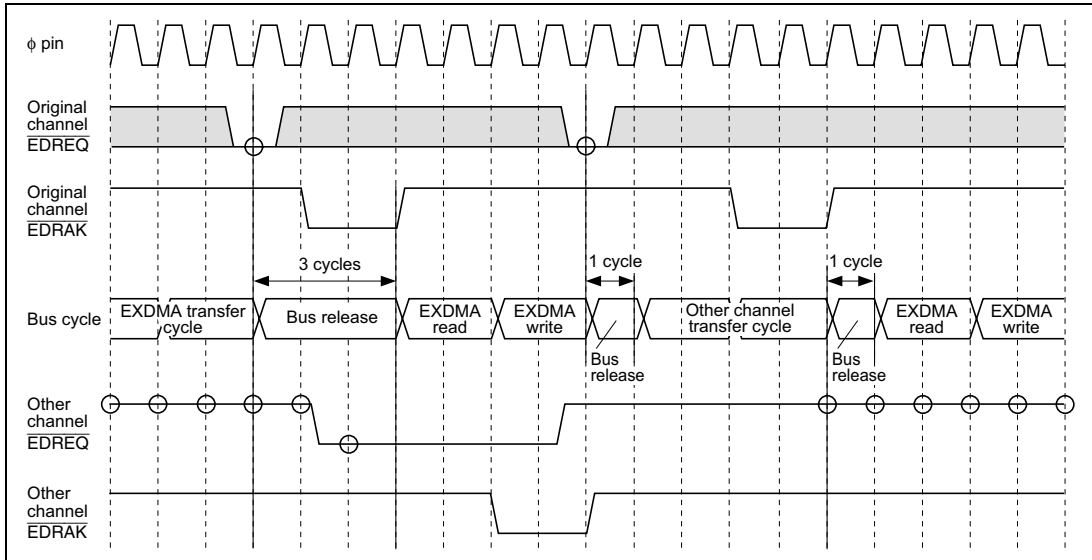 φ pin
Original
channel
EDREQ
Original
channel
EDRAK
3 cycles
1 cycle
1 cycle
Bus cycle
EXDMA transfer
cycle
Bus release
EXDMA
read
EXDMA
write
Bus
release
Other channel
transfer cycle
Bus
release
EXDMA
read
EXDMA
write
Other
channel
EDREQ
Other
channel
EDRAK